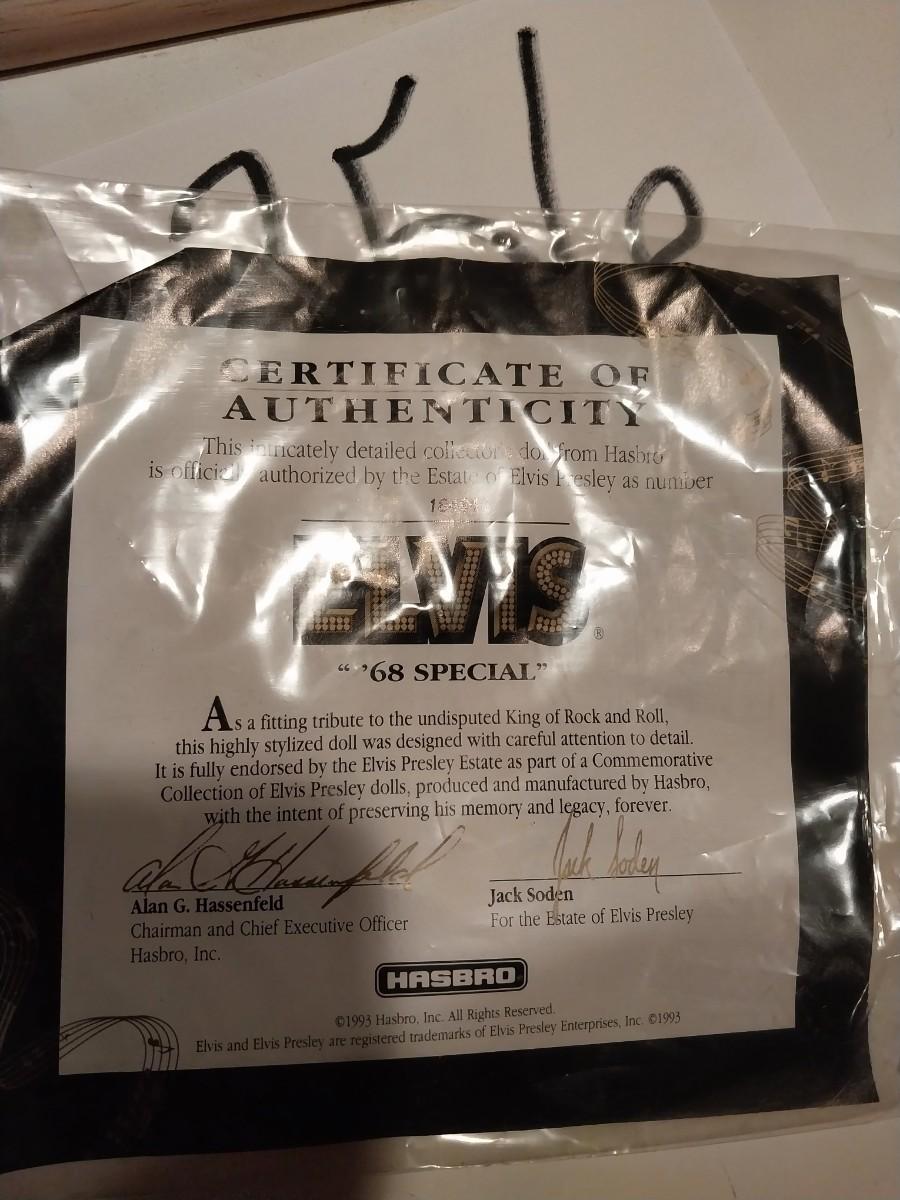 CERTIFICATE OF
AUTHENTICITY
This intricately detailed collector's doll from Hasbro
is officially authorized by the Estate of Elvis Presley as number
ELVIS ®
“ ’68 SPECIAL”
As a fitting tribute to the undisputed King of Rock and Roll,
this highly stylized doll was designed with careful attention to detail.
It is fully endorsed by the Elvis Presley Estate as part of a Commemorative
Collection of Elvis Presley dolls, produced and manufactured by Hasbro,
with the intent of preserving his memory and legacy, forever.
Alan G. Hassenfeld
Jack Soden
Alan G. Hassenfeld
Chairman and Chief Executive Officer
Hasbro, Inc.
Jack Soden
For the Estate of Elvis Presley
HASBRO
©1993 Hasbro, Inc. All Rights Reserved.
Elvis and Elvis Presley are registered trademarks of Elvis Presley Enterprises, Inc. ©1993